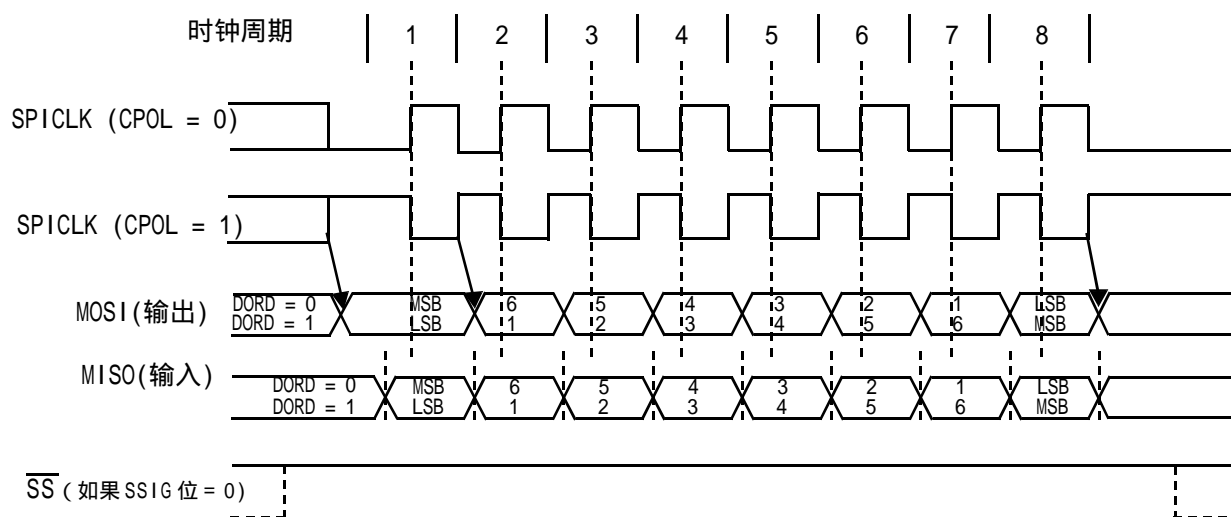 时钟周期 1 2 3 4 5 6 7 8
SPICLK (CPOL = 0)
SPICLK (CPOL = 1)
MOSI(输出)
DORD = 0 MSB 6 5 4 3 2 1 LSB
DORD = 1 LSB 1 2 3 4 5 6 MSB
MISO(输入)
DORD = 0 MSB 6 5 4 3 2 1 LSB
DORD = 1 LSB 1 2 3 4 5 6 MSB
SS (如果SSIG位=0)